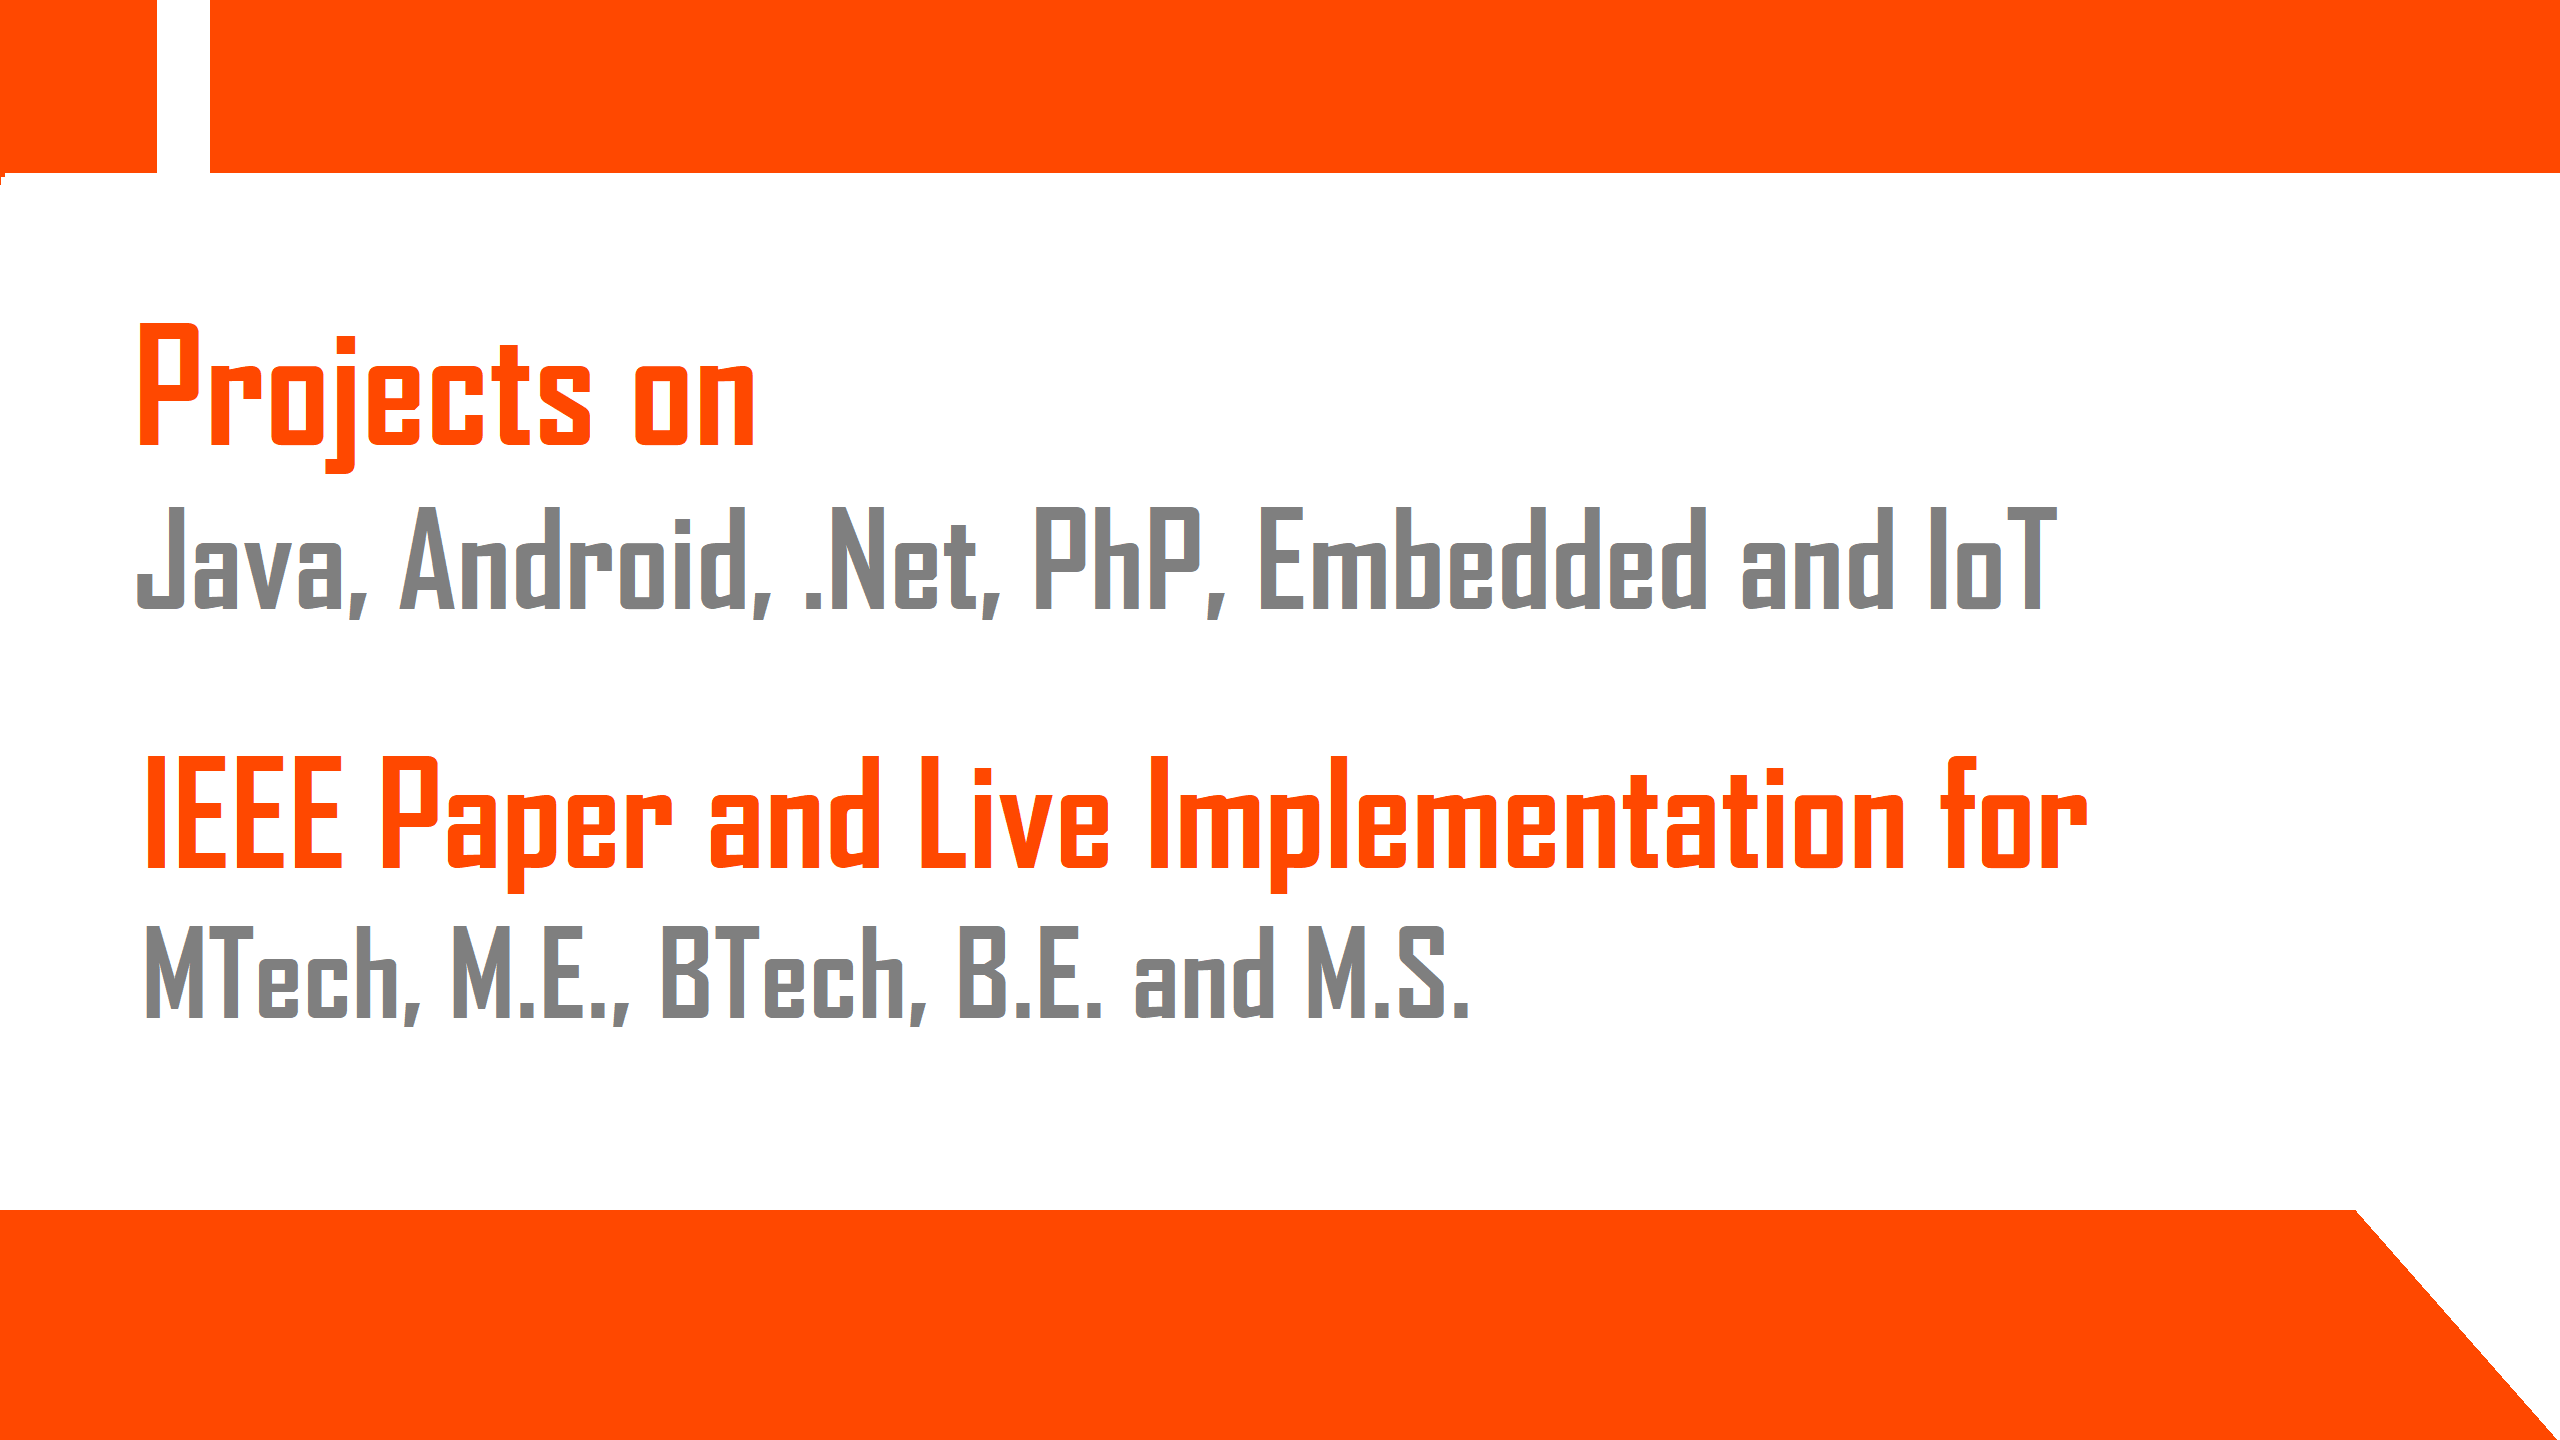 Projects on
Java, Android, .Net, PhP, Embedded and IoT
IEEE Paper and Live Implementation for
MTech, M.E., BTech, B.E. and M.S.